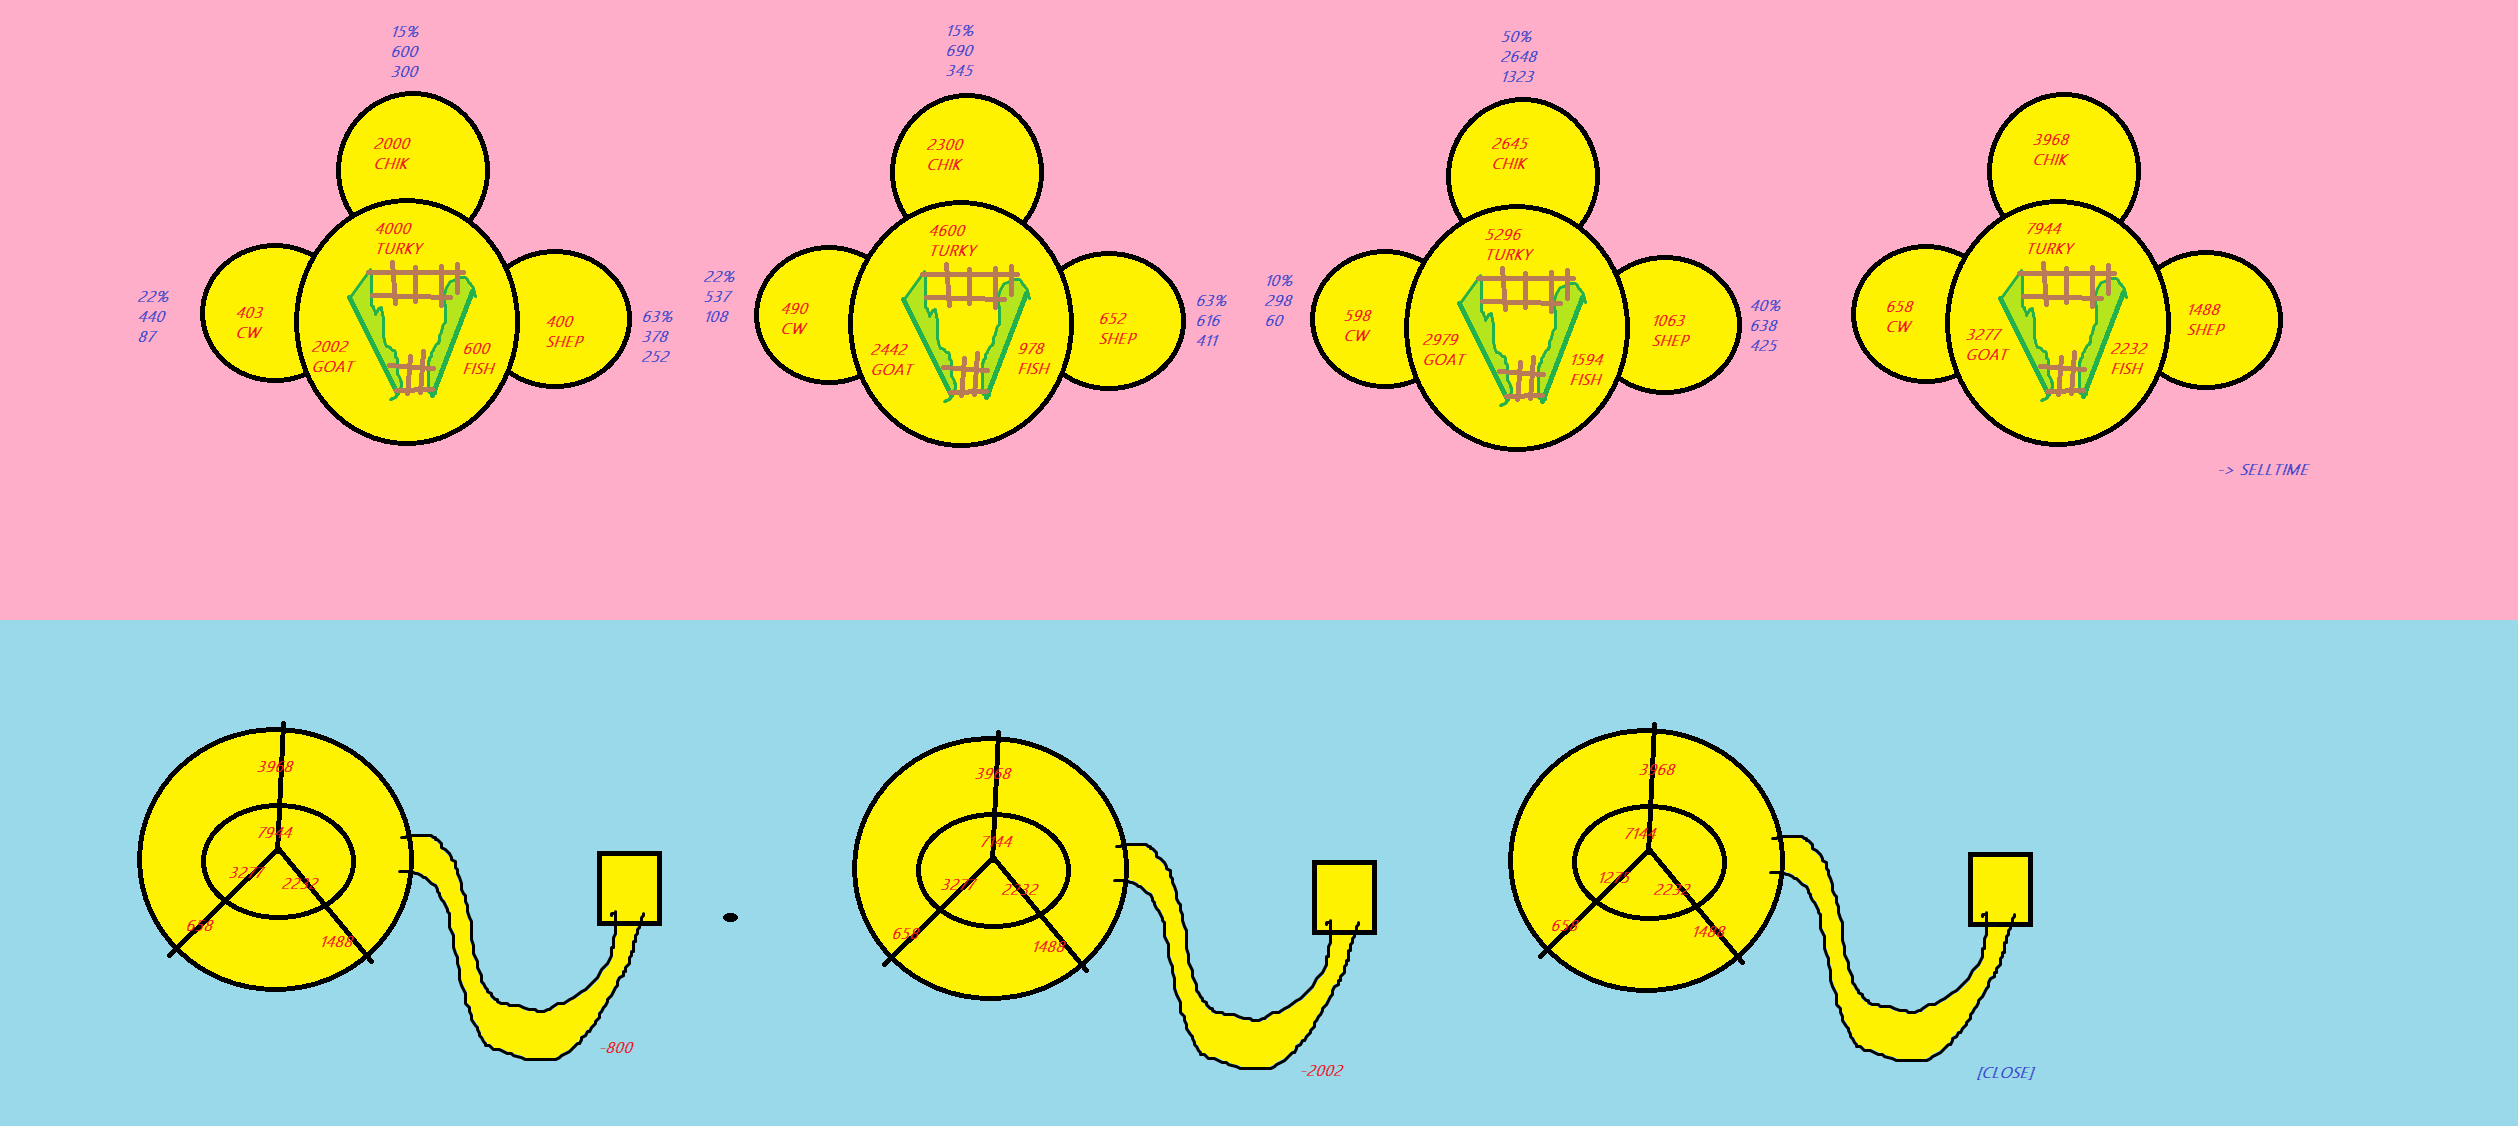 15%
600
300
2000
CHIK
4000
TURKY
22%
440
87
403
CW
2002
GOAT
600
FISH
400
SHEP
63%
378
252
15%
690
345
2300
CHIK
4600
TURKY
22%
537
108
490
CW
2442
GOAT
978
FISH
652
SHEP
63%
616
411
50%
2648
1323
2645
CHIK
5296
TURKY
10%
298
60
598
CW
2979
GOAT
1594
FISH
1063
SHEP
40%
638
425
3968
CHIK
7944
TURKY
658
CW
3277
GOAT
2232
FISH
1488
SHEP
-> SELLTIME
3968
7944
3277
2232
658
1488
-800
3968
7144
3277
2232
658
1488
-2002
3968
7144
1275
2232
658
1488
[CLOSE]